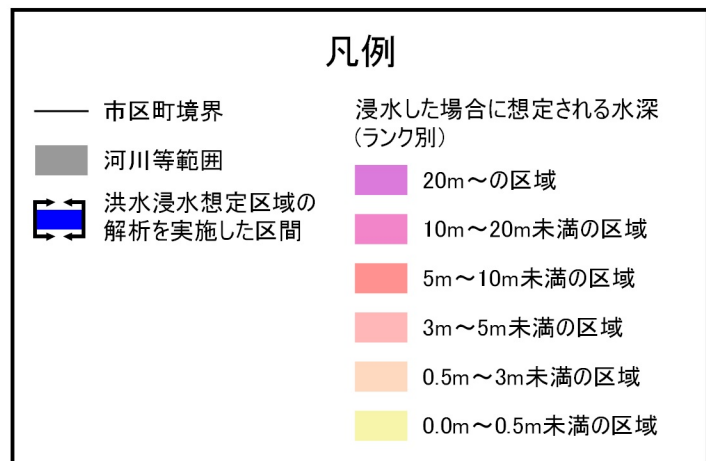 凡例
市区町境界
河川等範囲
洪水浸水想定区域の
解析を実施した区間
浸水した場合に想定される水深
(ランク別)
20m～の区域
10m～20m未満の区域
5m～10m未満の区域
3m～5m未満の区域
0.5m～3m未満の区域
0.0m～0.5m未満の区域